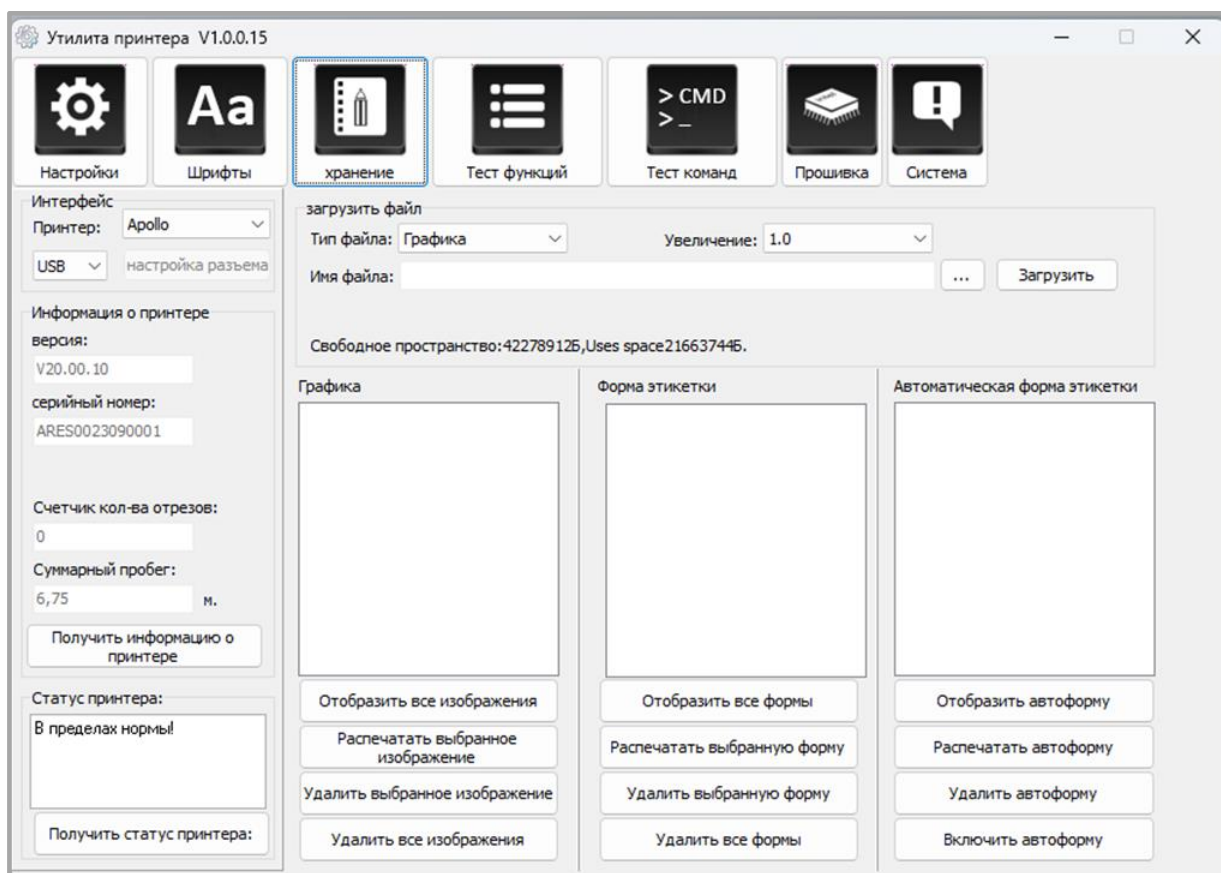 Утилита принтера V1.0.0.15
Aa
> CMD
> _
Настройки
Шрифты
хранение
Тест функций
Тест команд
Прошивка
Система
Интерфейс
Принтер: Apollo
USB настройка разъема
Информация о принтере
версия:
V20.00.10
серийный номер:
ARES0023090001
Счетчик кол-ва отрезов:
0
Суммарный пробег:
6,75 м.
Получить информацию о
принтере
Статус принтера:
В пределах нормы!
Получить статус принтера:
загрузить файл
Тип файла: Графика Увеличение: 1.0
Имя файла: ... Загрузить
Свободное пространство:42278912Б,Uses space21663744Б.
Графика
Отобразить все изображения
Распечатать выбранное
изображение
Удалить выбранное изображение
Удалить все изображения
Форма этикетки
Отобразить все формы
Распечатать выбранную форму
Удалить выбранную форму
Удалить все формы
Автоматическая форма этикетки
Отобразить автоформу
Распечатать автоформу
Удалить автоформу
Включить автоформу